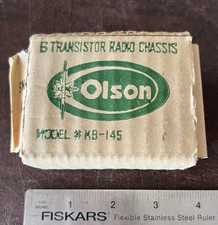 6 TRANSISTOR RADIO CHASSIS
Olson
MODEL # KB-145
1
2
3
4
FISKARS
Flexible Stainless Steel Ruler